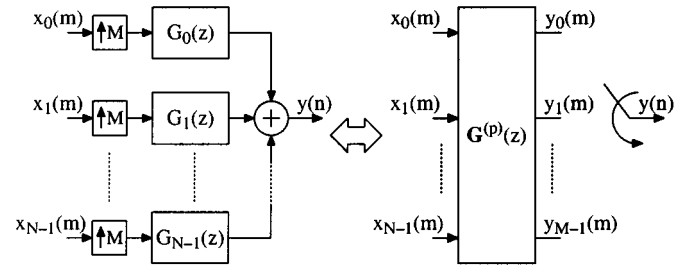 x₀(m) ↑M G₀(z) x₀(m) y₀(m)
x₁(m) ↑M G₁(z) + y(n) x₁(m) G⁽ᵖ⁾(z) y₁(m) y(n)
x_{N−1}(m) ↑M G_{N−1}(z) x_{N−1}(m) y_{M−1}(m)